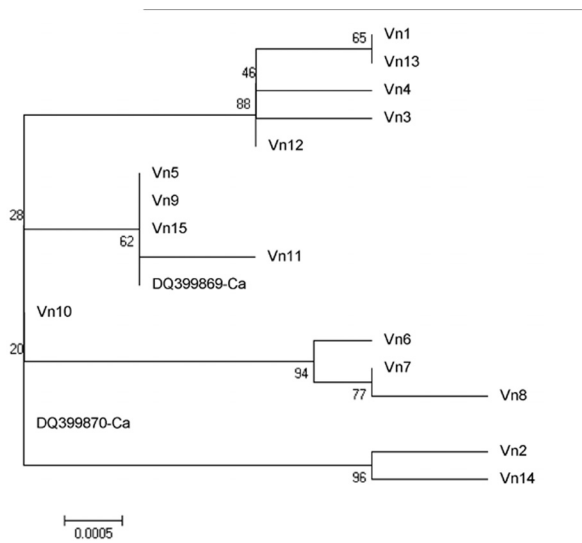 65
Vn1
Vn13
46
Vn4
88
Vn3
Vn12
Vn5
Vn9
28
Vn15
62
Vn11
DQ399869-Ca
Vn10
Vn6
20
Vn7
94
77
Vn8
DQ399870-Ca
Vn2
96
Vn14
0.0005